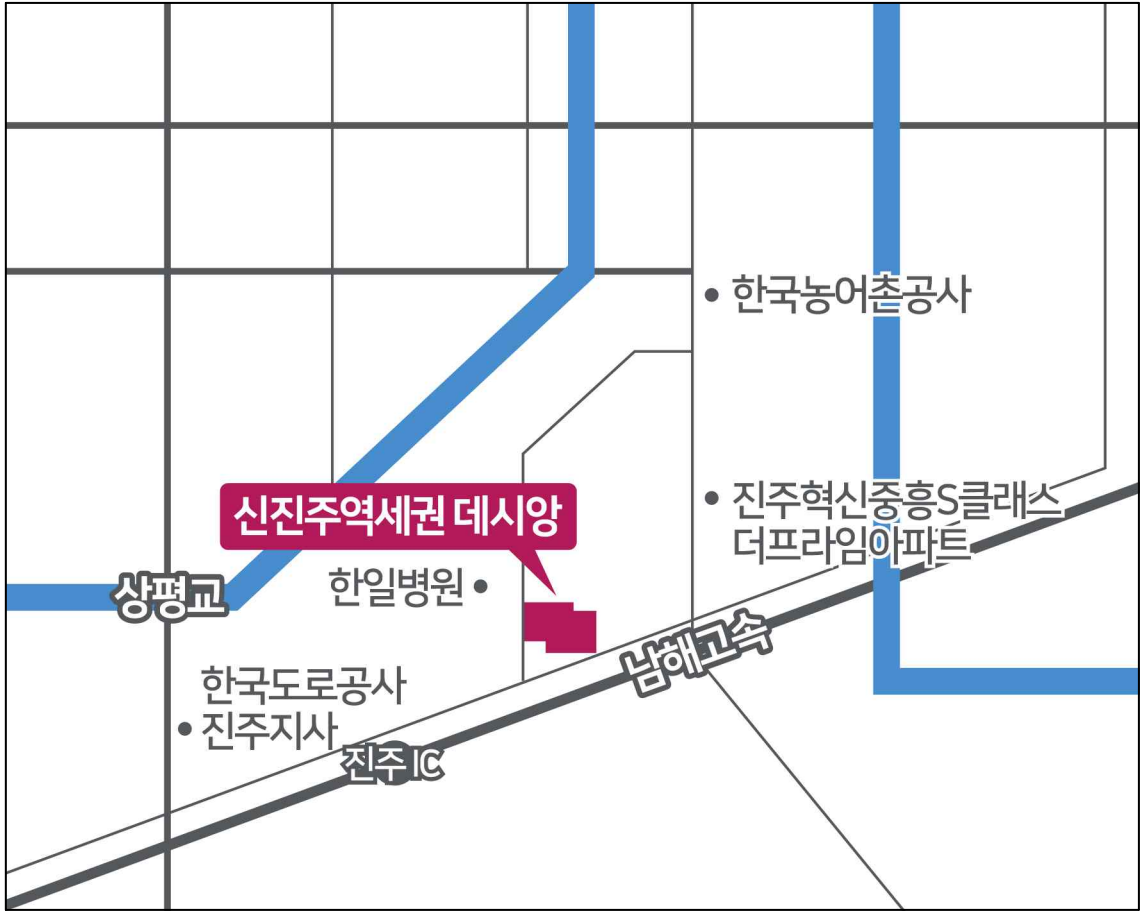 한국농어촌공사
진주혁신중흥S클래스
더프라임아파트
신진주역세권 데시앙
한일병원
상평교
남해고속
한국도로공사
진주지사
진주IC